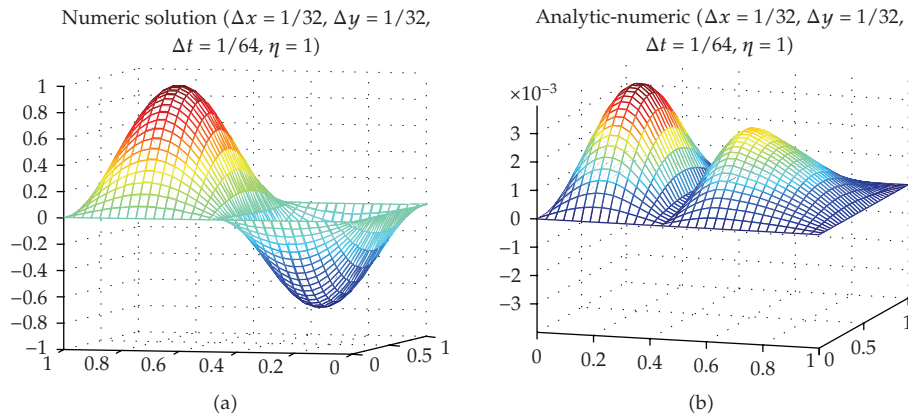 Numeric solution (Δx = 1/32, Δy = 1/32,
Δt = 1/64, η = 1)
1
0.8
0.6
0.4
0.2
0
−0.2
−0.4
−0.6
−0.8
−1
1 0.8 0.6 0.4 0.2 0
0 0.5 1
(a)
Analytic-numeric (Δx = 1/32, Δy = 1/32,
Δt = 1/64, η = 1)
×10−3
3
2
1
0
−1
−2
−3
0 0.2 0.4 0.6 0.8 1
0 0.5 1
(b)